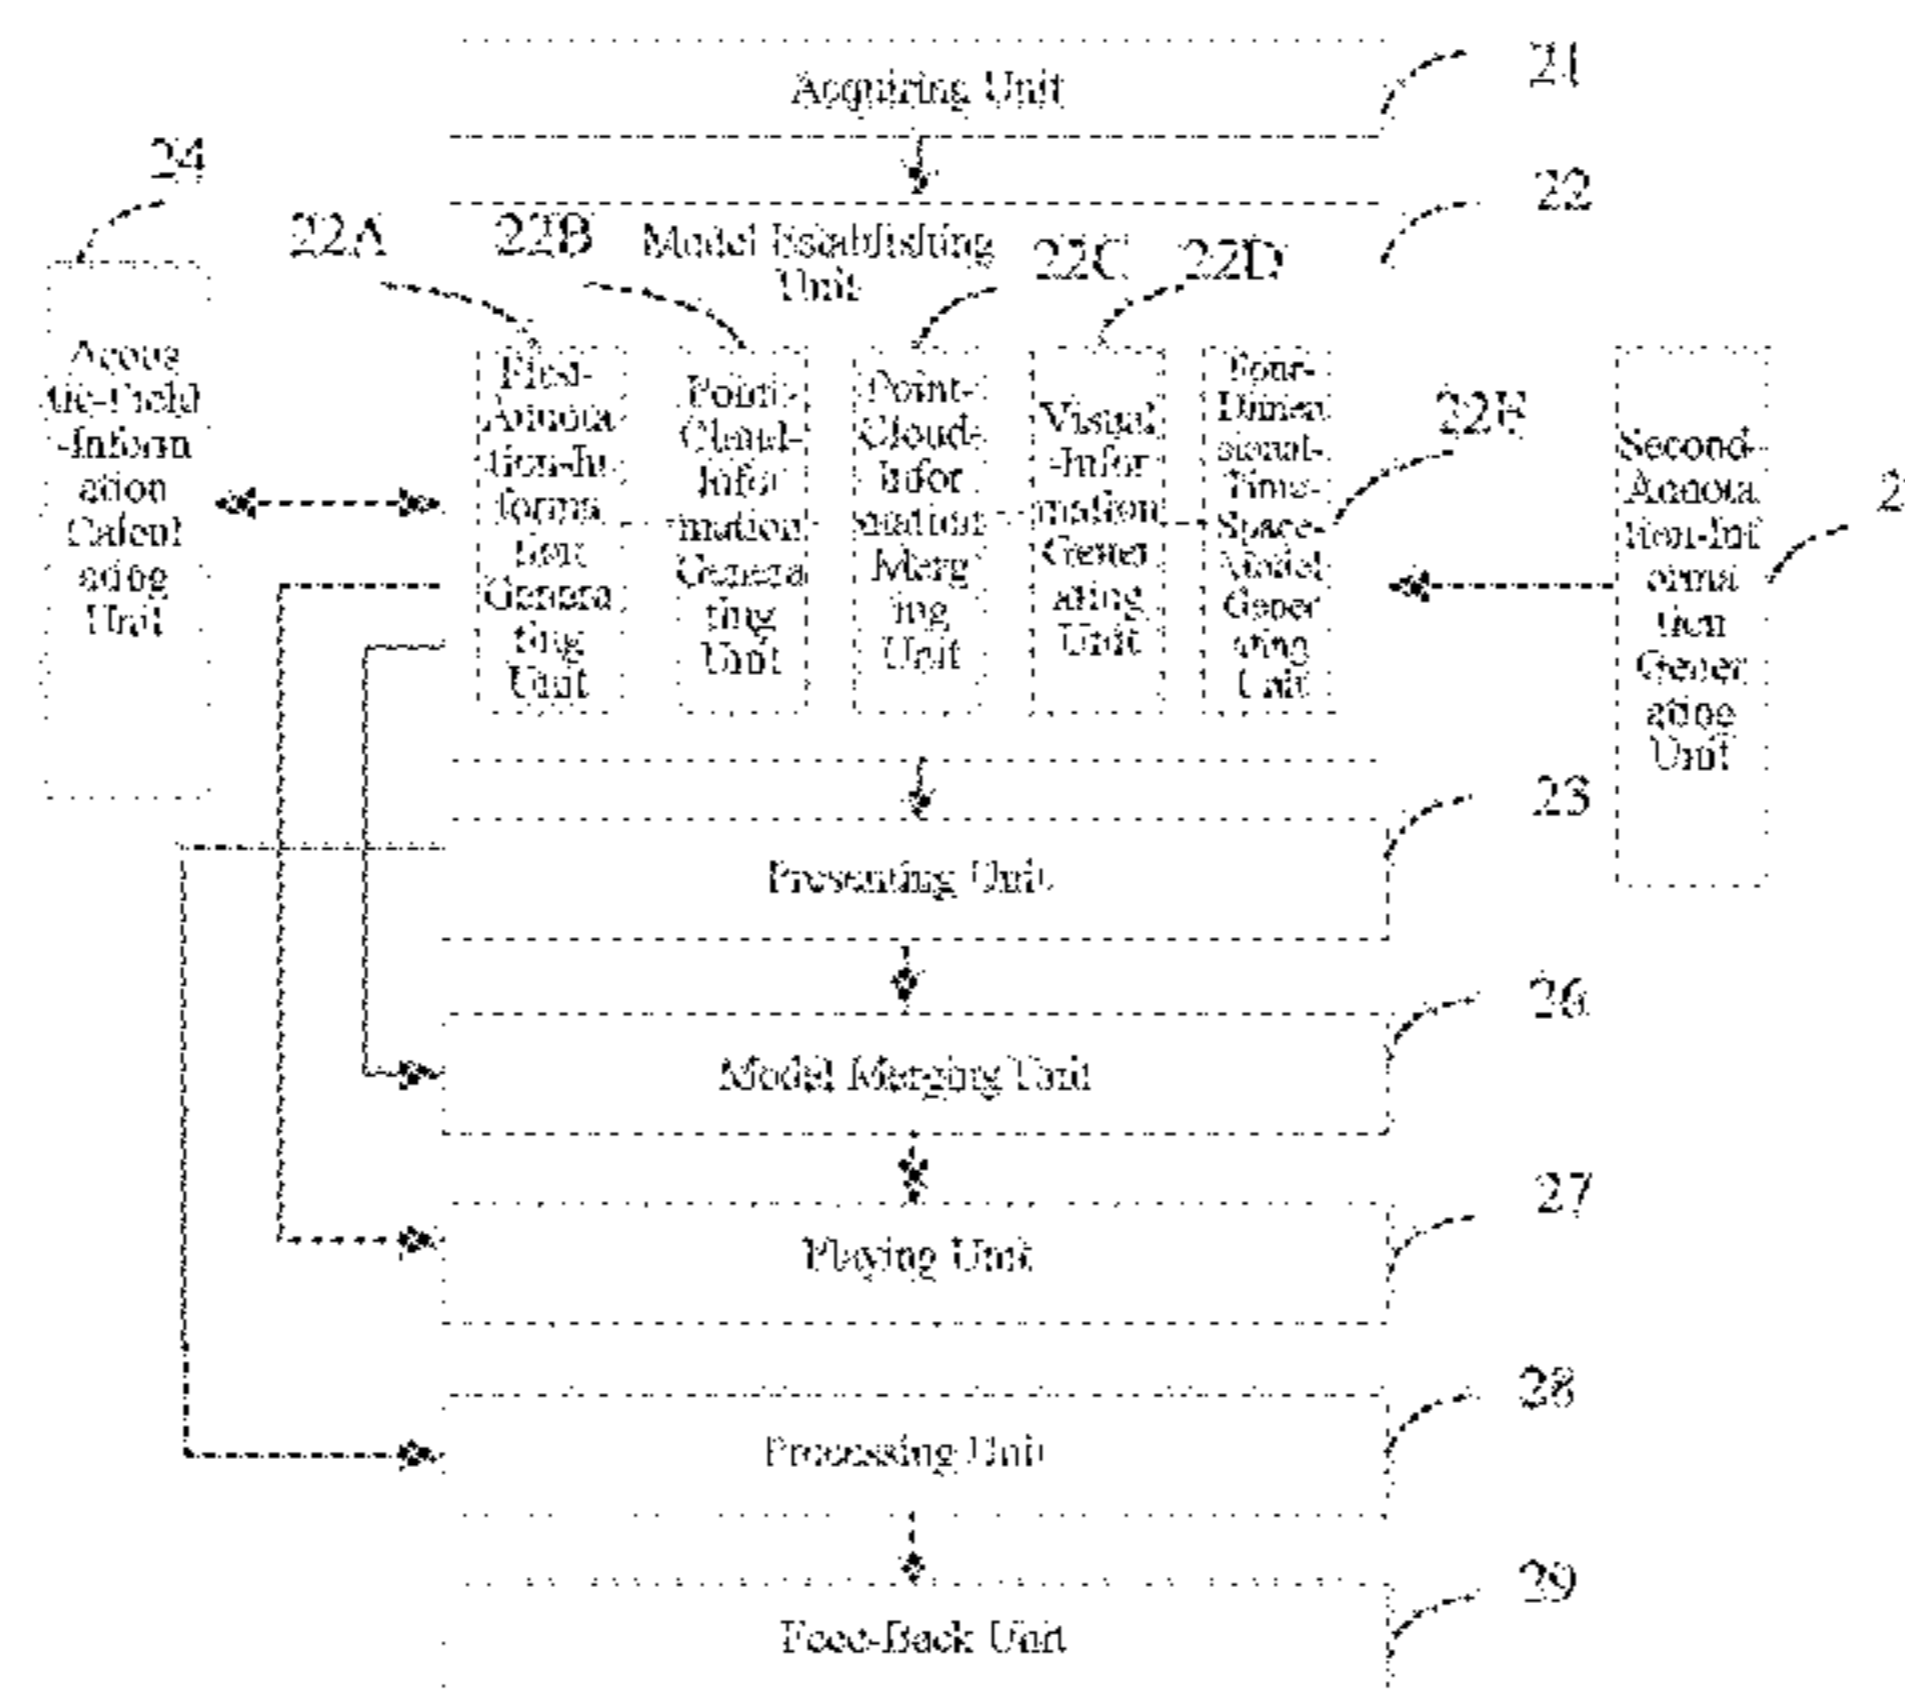 Acquiring Unit
21
24
22
22A
22B
Model Establishing
Unit
22C
22D
Acous
tic-Field
-Inform
ation
Calcul
ating
Unit
First-
Annota
tion-In
forma
tion
Genera
ting
Unit
Point-
Cloud-
Infor
mation
Genera
ting
Unit
Point-
Cloud-
Infor
mation
Merg
ing
Unit
Visual
-Infor
mation
Gener
ating
Unit
Four-
Dimen
sional-
Time-
Space-
Model
Gener
ating
Unit
22E
Second-
Annota
tion-Inf
orma
tion
Gener
ating
Unit
2
23
Presenting Unit
26
Model Merging Unit
27
Playing Unit
28
Processing Unit
29
Feed-Back Unit